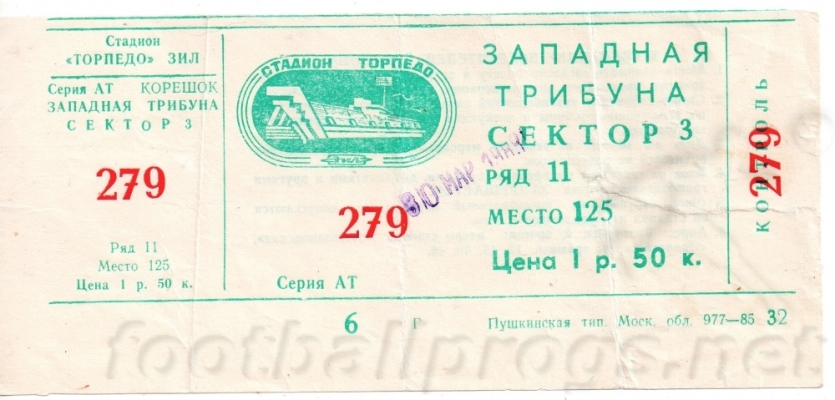 Стадион
«ТОРПЕДО» ЗИЛ
Серия АТ КОРЕШОК
ЗАПАДНАЯ ТРИБУНА
СЕКТОР 3
279
Ряд 11
Место 125
Цена 1 р. 50 к.
СТАДИОН ТОРПЕДО
ЗИЛ
279
Серия АТ
6 Г
ЗАПАДНАЯ
ТРИБУНА
СЕКТОР 3
РЯД 11
МЕСТО 125
Цена 1 р. 50 к.
Пушкинская тип. Моск. обл. 977—85 32
КОНТРОЛЬ
279
footballprogs.net